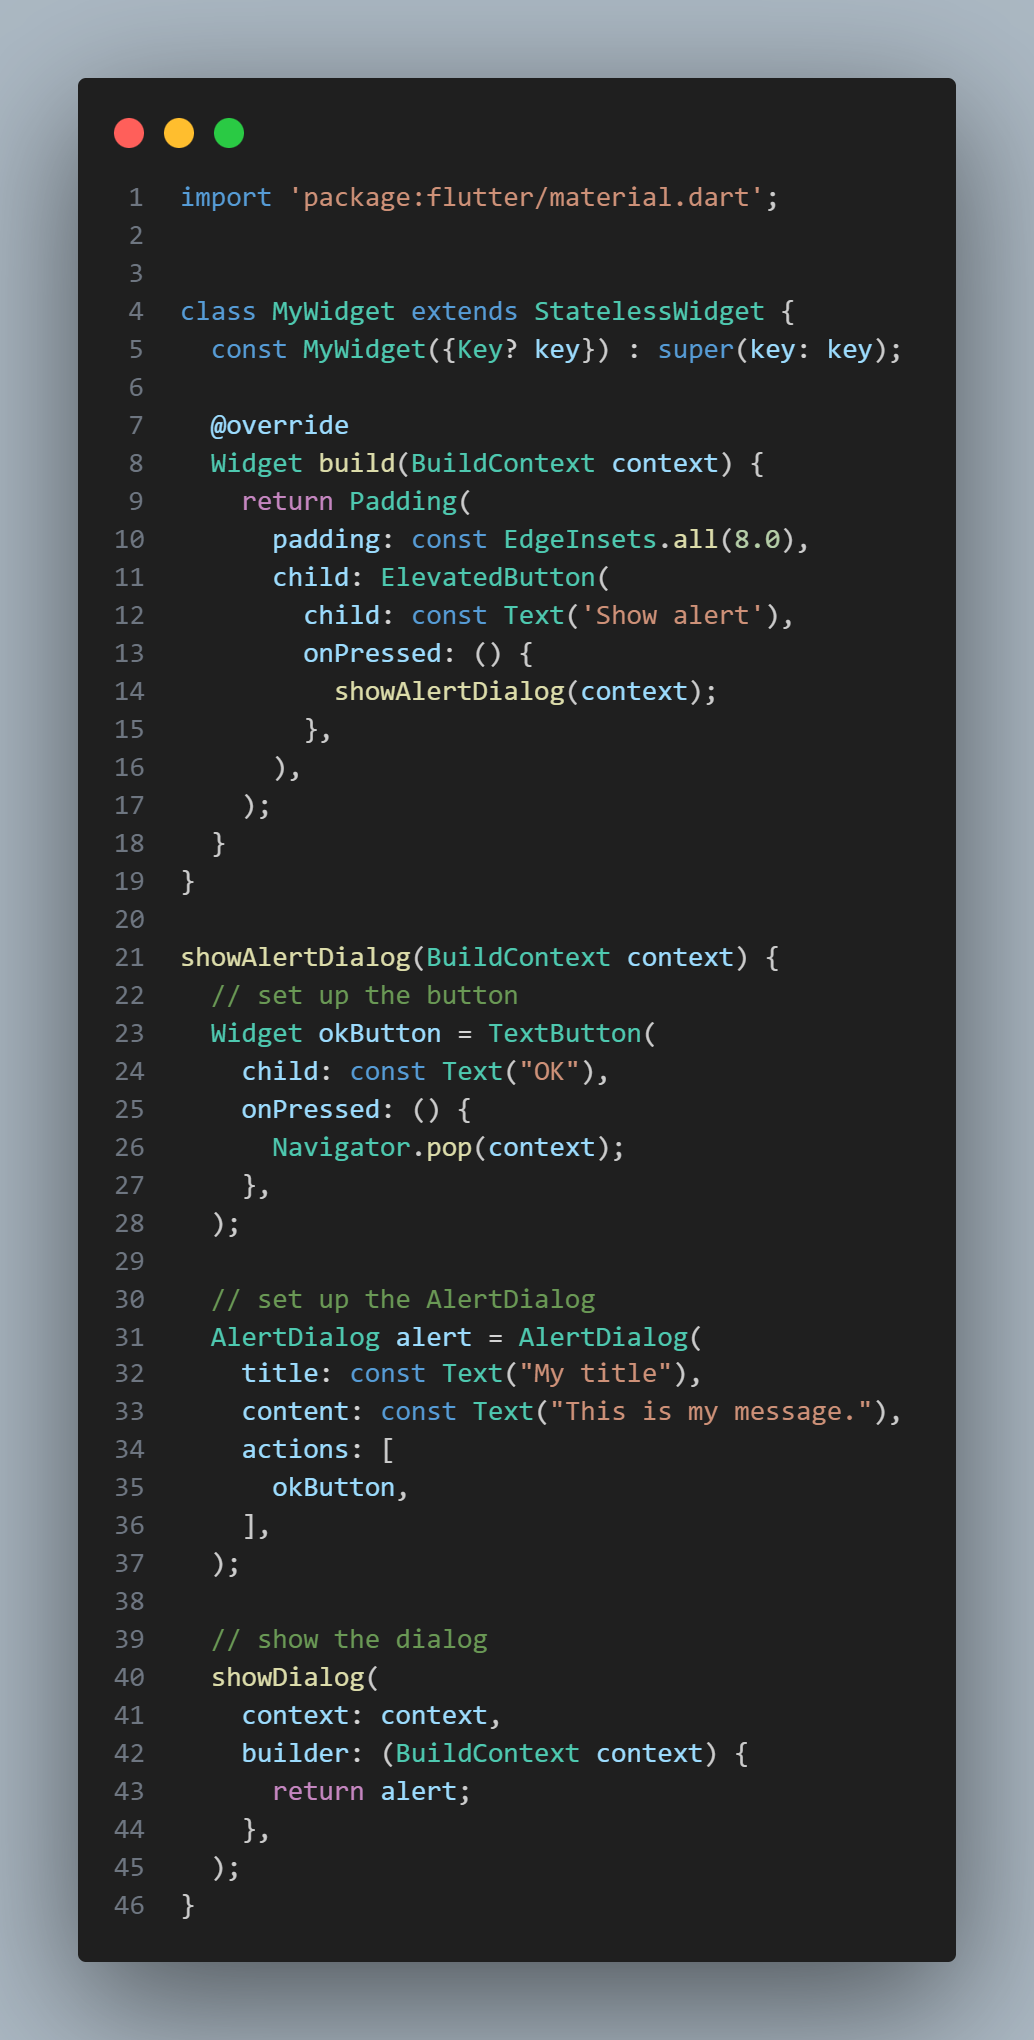 1 import 'package:flutter/material.dart';
2
3
4 class MyWidget extends StatelessWidget {
5   const MyWidget({Key? key}) : super(key: key);
6
7   @override
8   Widget build(BuildContext context) {
9     return Padding(
10       padding: const EdgeInsets.all(8.0),
11       child: ElevatedButton(
12         child: const Text('Show alert'),
13         onPressed: () {
14           showAlertDialog(context);
15         },
16       ),
17     );
18   }
19 }
20
21 showAlertDialog(BuildContext context) {
22   // set up the button
23   Widget okButton = TextButton(
24     child: const Text("OK"),
25     onPressed: () {
26       Navigator.pop(context);
27     },
28   );
29
30   // set up the AlertDialog
31   AlertDialog alert = AlertDialog(
32     title: const Text("My title"),
33     content: const Text("This is my message."),
34     actions: [
35       okButton,
36     ],
37   );
38
39   // show the dialog
40   showDialog(
41     context: context,
42     builder: (BuildContext context) {
43       return alert;
44     },
45   );
46 }